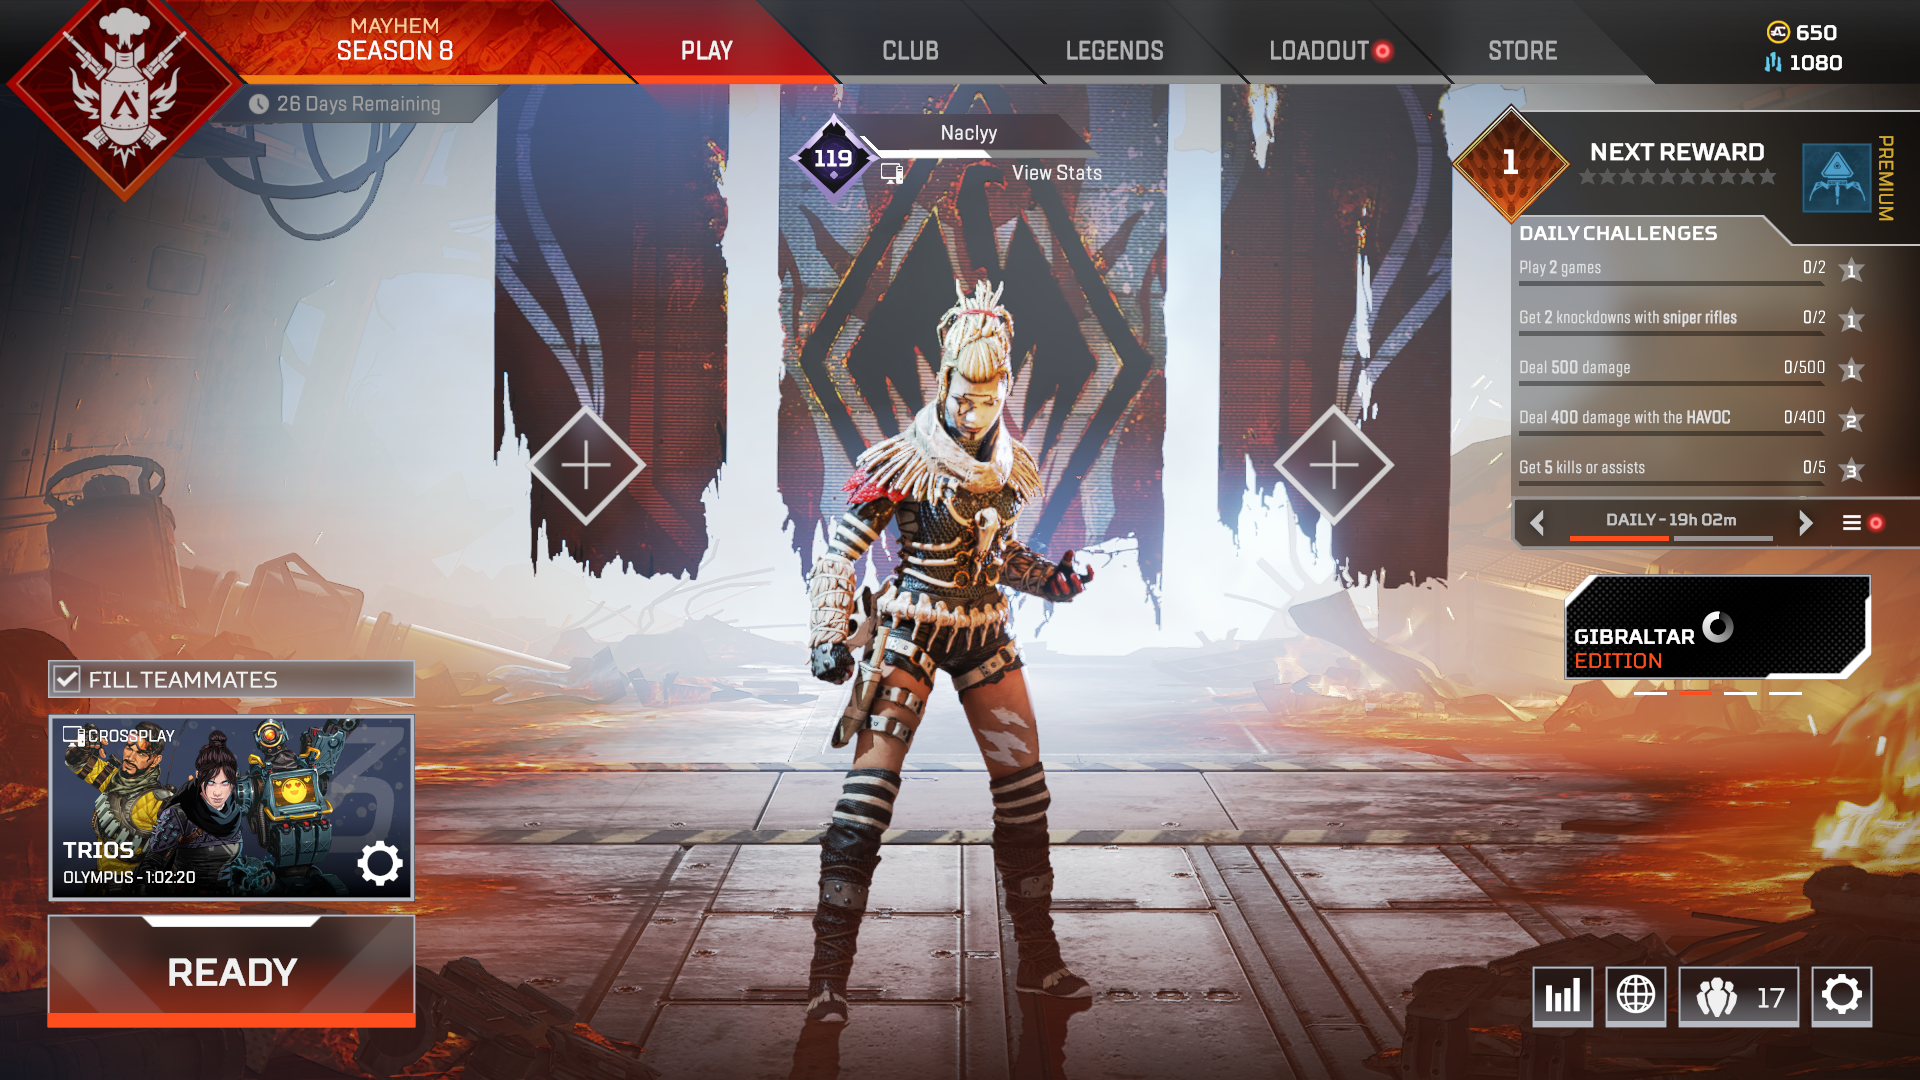 MAYHEM
SEASON 8
PLAY
CLUB
LEGENDS
LOADOUT
STORE
650
1080
26 Days Remaining
119
Naclyy
View Stats
1
NEXT REWARD
PREMIUM
DAILY CHALLENGES
Play 2 games 0/2 1
Get 2 knockdowns with sniper rifles 0/2 1
Deal 500 damage 0/500 1
Deal 400 damage with the HAVOC 0/400 2
Get 5 kills or assists 0/5 3
DAILY - 19h 02m
GIBRALTAR
EDITION
FILL TEAMMATES
CROSSPLAY
3
TRIOS
OLYMPUS - 1:02:20
READY
17